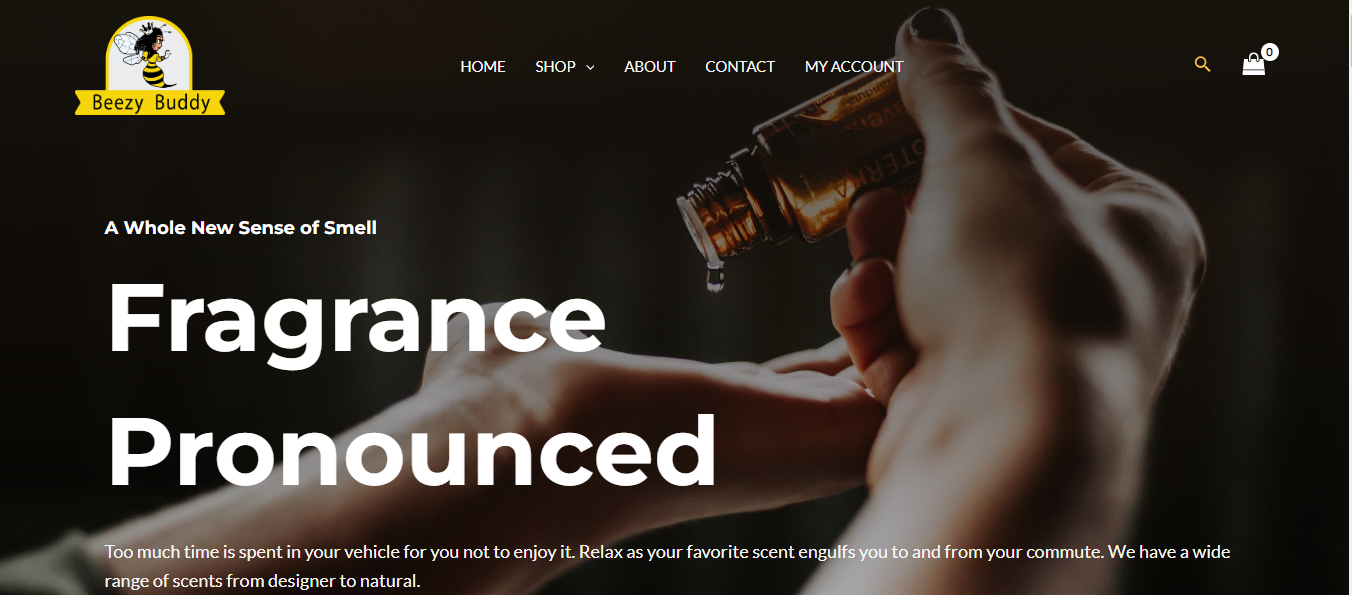 Beezy Buddy
HOME SHOP ABOUT CONTACT MY ACCOUNT
0
A Whole New Sense of Smell
Fragrance
Pronounced
Too much time is spent in your vehicle for you not to enjoy it. Relax as your favorite scent engulfs you to and from your commute. We have a wide
range of scents from designer to natural.